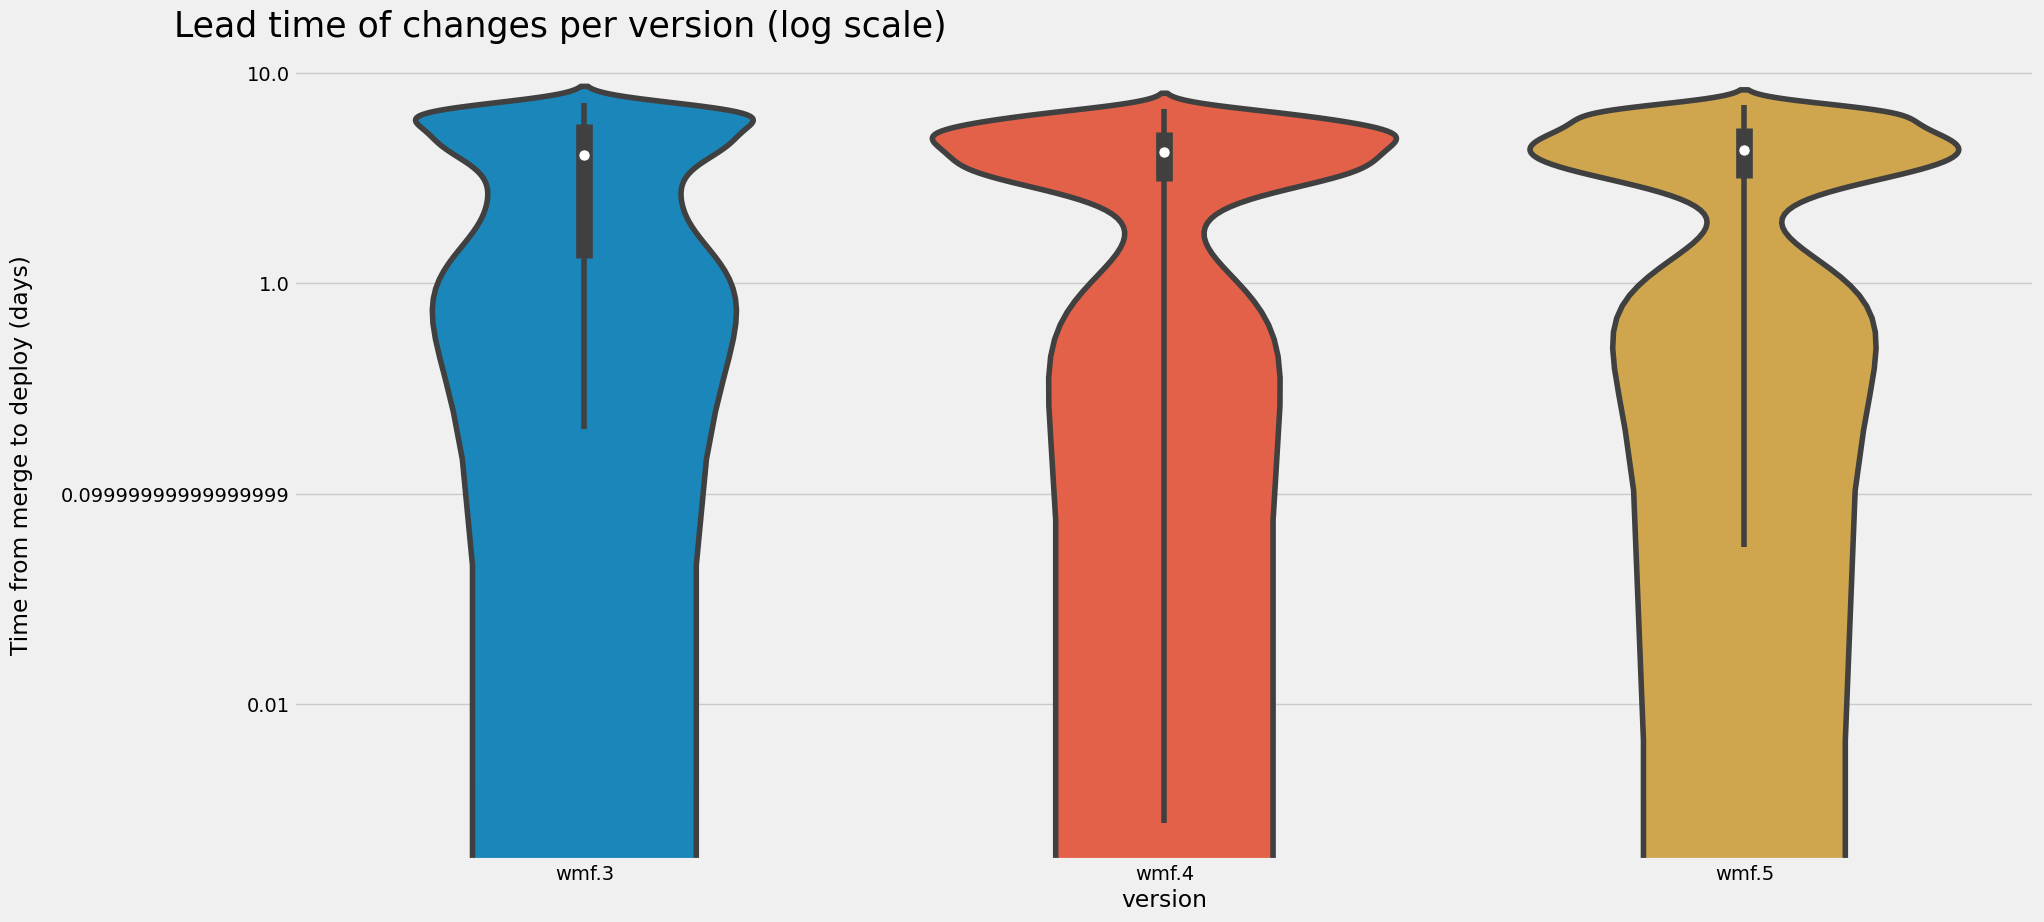 Lead time of changes per version (log scale)
Time from merge to deploy (days)
10.0
1.0
0.09999999999999999
0.01
wmf.3
wmf.4
wmf.5
version